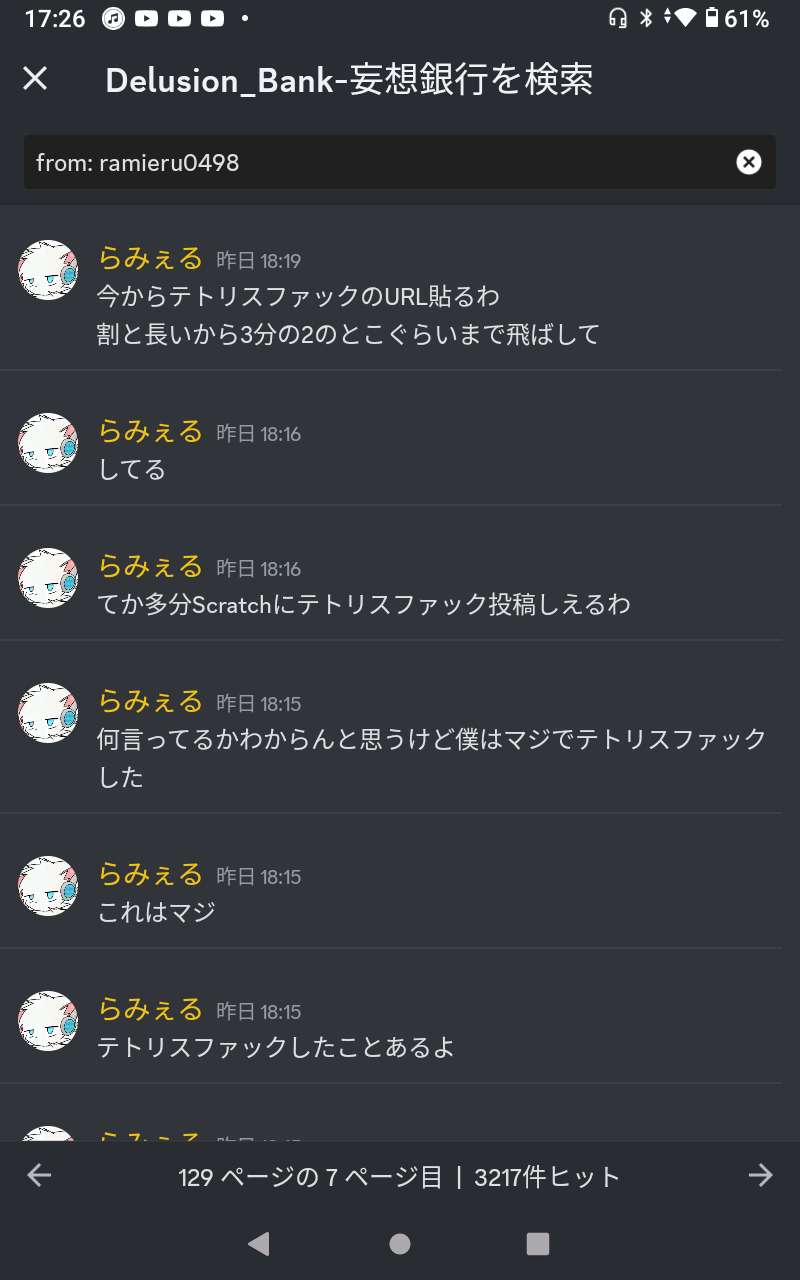 17:26
61%
Delusion_Bank-妄想銀行を検索
from: ramieru0498
らみぇる 昨日 18:19
今からテトリスファックのURL貼るわ
割と長いから3分の2のとこぐらいまで飛ばして
らみぇる 昨日 18:16
してる
らみぇる 昨日 18:16
てか多分Scratchにテトリスファック投稿しえるわ
らみぇる 昨日 18:15
何言ってるかわからんと思うけど僕はマジでテトリスファック
した
らみぇる 昨日 18:15
これはマジ
らみぇる 昨日 18:15
テトリスファックしたことあるよ
129 ページの 7 ページ目 | 3217件ヒット